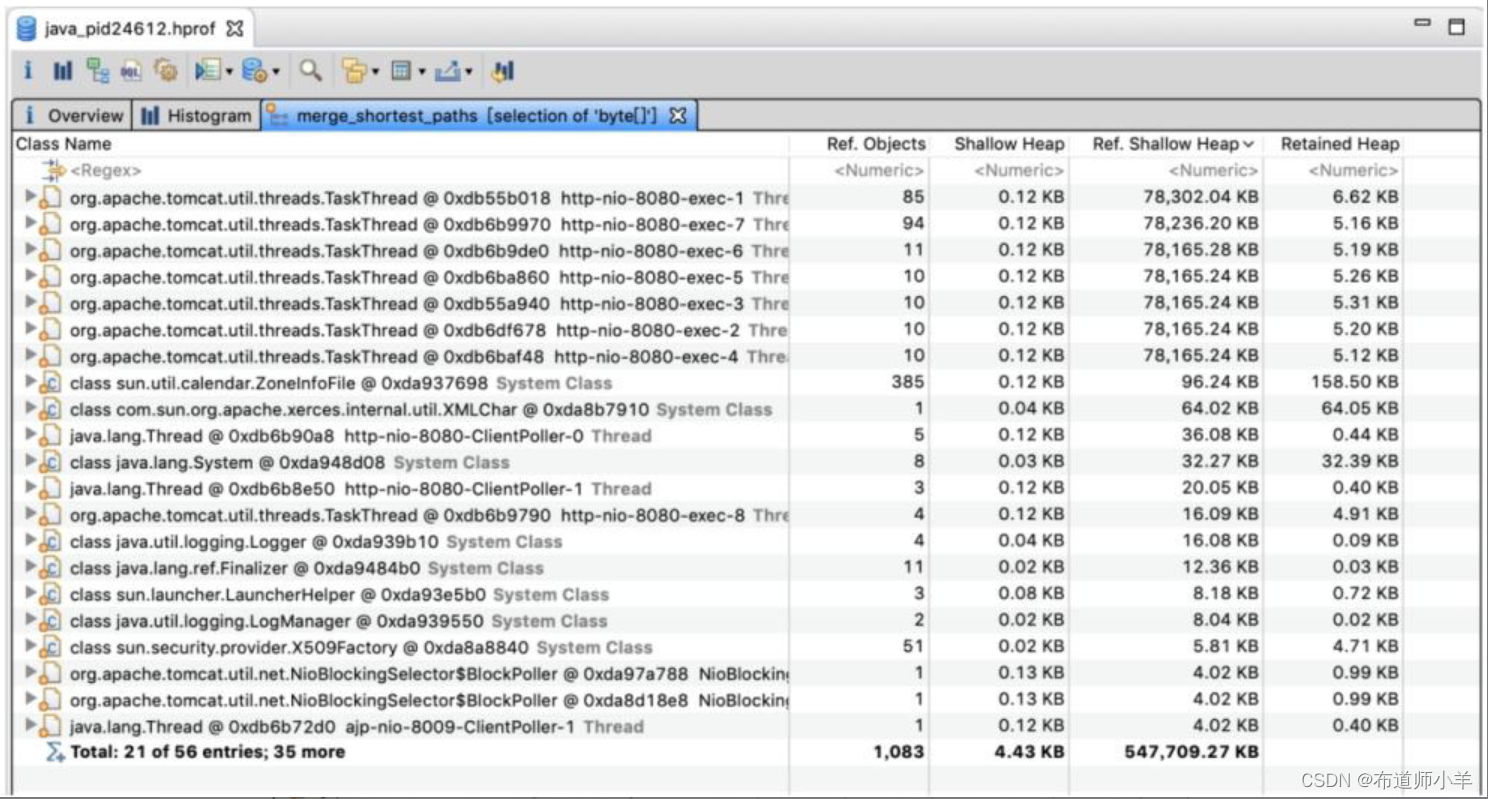 java_pid24612.hprof
Overview Histogram merge_shortest_paths [selection of 'byte[]']
Class Name Ref. Objects Shallow Heap Ref. Shallow Heap Retained Heap
<Regex> <Numeric> <Numeric> <Numeric> <Numeric>
org.apache.tomcat.util.threads.TaskThread @ 0xdb55b018 http-nio-8080-exec-1 Thre 85 0.12 KB 78,302.04 KB 6.62 KB
org.apache.tomcat.util.threads.TaskThread @ 0xdb6b9970 http-nio-8080-exec-7 Thre 94 0.12 KB 78,236.20 KB 5.16 KB
org.apache.tomcat.util.threads.TaskThread @ 0xdb6b9de0 http-nio-8080-exec-6 Thre 11 0.12 KB 78,165.28 KB 5.19 KB
org.apache.tomcat.util.threads.TaskThread @ 0xdb6ba860 http-nio-8080-exec-5 Thre 10 0.12 KB 78,165.24 KB 5.26 KB
org.apache.tomcat.util.threads.TaskThread @ 0xdb55a940 http-nio-8080-exec-3 Thre 10 0.12 KB 78,165.24 KB 5.31 KB
org.apache.tomcat.util.threads.TaskThread @ 0xdb6df678 http-nio-8080-exec-2 Thre 10 0.12 KB 78,165.24 KB 5.20 KB
org.apache.tomcat.util.threads.TaskThread @ 0xdb6baf48 http-nio-8080-exec-4 Threa 10 0.12 KB 78,165.24 KB 5.12 KB
class sun.util.calendar.ZoneInfoFile @ 0xda937698 System Class 385 0.12 KB 96.24 KB 158.50 KB
class com.sun.org.apache.xerces.internal.util.XMLChar @ 0xda8b7910 System Class 1 0.04 KB 64.02 KB 64.05 KB
java.lang.Thread @ 0xdb6b90a8 http-nio-8080-ClientPoller-0 Thread 5 0.12 KB 36.08 KB 0.44 KB
class java.lang.System @ 0xda948d08 System Class 8 0.03 KB 32.27 KB 32.39 KB
java.lang.Thread @ 0xdb6b8e50 http-nio-8080-ClientPoller-1 Thread 3 0.12 KB 20.05 KB 0.40 KB
org.apache.tomcat.util.threads.TaskThread @ 0xdb6b9790 http-nio-8080-exec-8 Thre 4 0.12 KB 16.09 KB 4.91 KB
class java.util.logging.Logger @ 0xda939b10 System Class 4 0.04 KB 16.08 KB 0.09 KB
class java.lang.ref.Finalizer @ 0xda9484b0 System Class 11 0.02 KB 12.36 KB 0.03 KB
class sun.launcher.LauncherHelper @ 0xda93e5b0 System Class 3 0.08 KB 8.18 KB 0.72 KB
class java.util.logging.LogManager @ 0xda939550 System Class 2 0.02 KB 8.04 KB 0.02 KB
class sun.security.provider.X509Factory @ 0xda8a8840 System Class 51 0.02 KB 5.81 KB 4.71 KB
org.apache.tomcat.util.net.NioBlockingSelector$BlockPoller @ 0xda97a788 NioBlocking 1 0.13 KB 4.02 KB 0.99 KB
org.apache.tomcat.util.net.NioBlockingSelector$BlockPoller @ 0xda8d18e8 NioBlocking 1 0.13 KB 4.02 KB 0.99 KB
java.lang.Thread @ 0xdb6b72d0 ajp-nio-8009-ClientPoller-1 Thread 1 0.12 KB 4.02 KB 0.40 KB
Total: 21 of 56 entries; 35 more 1,083 4.43 KB 547,709.27 KB
CSDN @布道师小羊